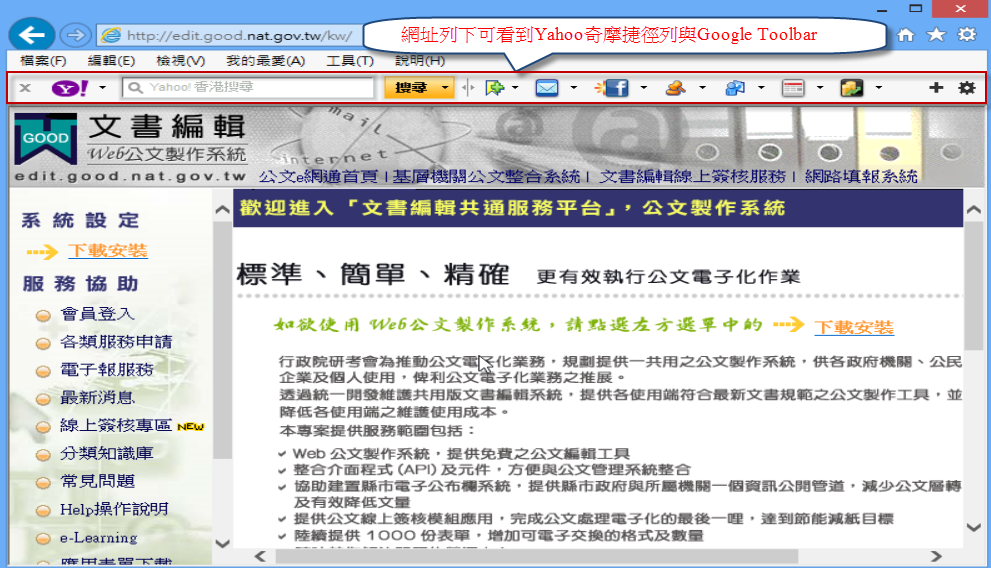 網址列下可看到Yahoo奇摩捷徑列與Google Toolbar
http://edit.good.nat.gov.tw/kw/
檔案(F) 編輯(E) 檢視(V) 我的最愛(A) 工具(T) 說明(H)
Y! Yahoo! 香港搜尋 搜尋
GOOD
文書編輯
Web公文製作系統
mail
internet
edit.good.nat.gov.tw
公文e網通首頁 | 基層機關公文整合系統 | 文書編輯線上簽核服務 | 網路填報系統
系統設定
下載安裝
服務協助
會員登入
各類服務申請
電子報服務
最新消息
線上簽核專區 NEW
分類知識庫
常見問題
Help操作說明
e-Learning
應用表單下載
歡迎進入「文書編輯共通服務平台」，公文製作系統
標準、簡單、精確 更有效執行公文電子化作業
如欲使用 Web公文製作系統，請點選左方選單中的 下載安裝
行政院研考會為推動公文電子化業務，規劃提供一共用之公文製作系統，供各政府機關、公民
企業及個人使用，俾利公文電子化業務之推展。
透過統一開發維護共用版文書編輯系統，提供各使用端符合最新文書規範之公文製作工具，並
降低各使用端之維護使用成本。
本專案提供服務範圍包括：
Web 公文製作系統，提供免費之公文編輯工具
整合介面程式 (API) 及元件，方便與公文管理系統整合
協助建置縣市電子公布欄系統，提供縣市政府與所屬機關一個資訊公開管道，減少公文層轉
及有效降低文量
提供公文線上簽核模組應用，完成公文處理電子化的最後一哩，達到節能減紙目標
陸續提供 1000 份表單，增加可電子交換的格式及數量